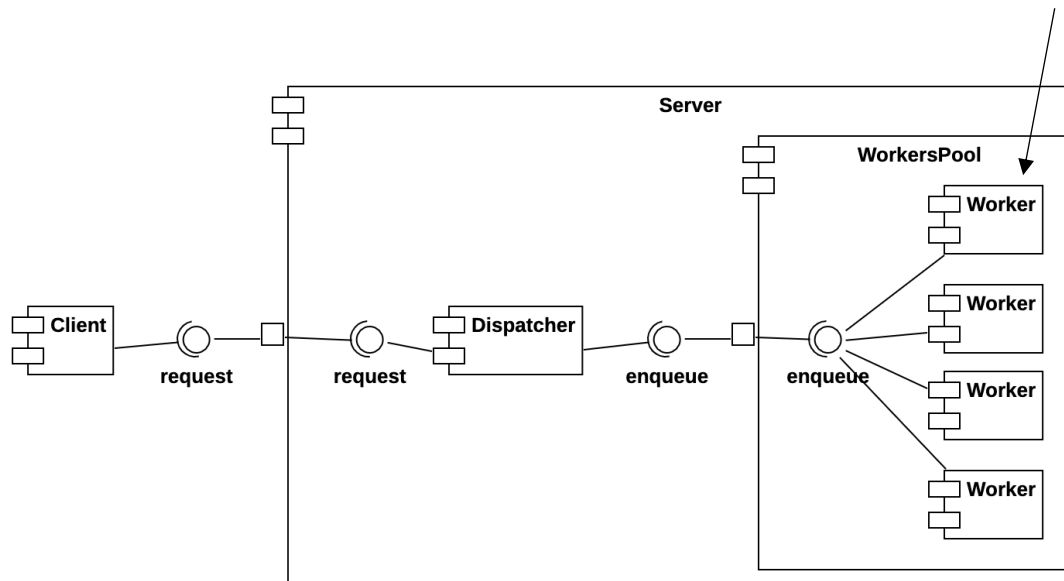 Server
WorkersPool
Worker
Worker
Client
Dispatcher
request
request
enqueue
enqueue
Worker
Worker